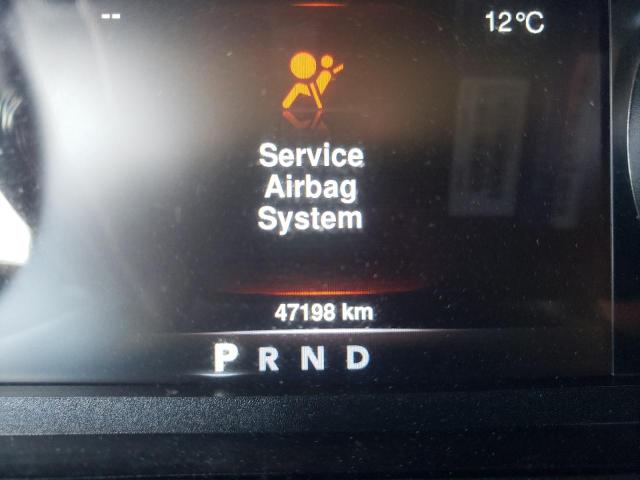 --
12°C
Service
Airbag
System
47198 km
P R N D